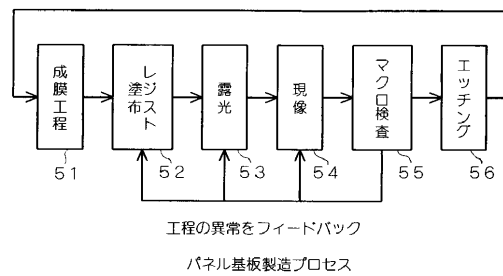 成膜工程
レジスト
塗布
露光
現像
マクロ検査
エッチング
51
52
53
54
55
56
工程の異常をフィードバック
パネル基板製造プロセス